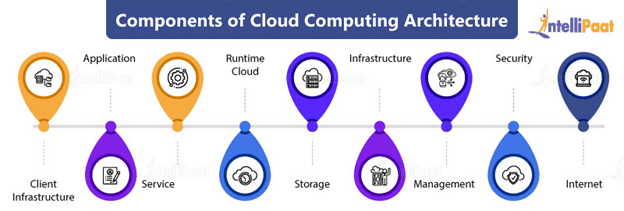 Components of Cloud Computing Architecture
IntelliPaat
Application
Runtime
Cloud
Infrastructure
Security
Client
Infrastructure
Service
Storage
Management
Internet